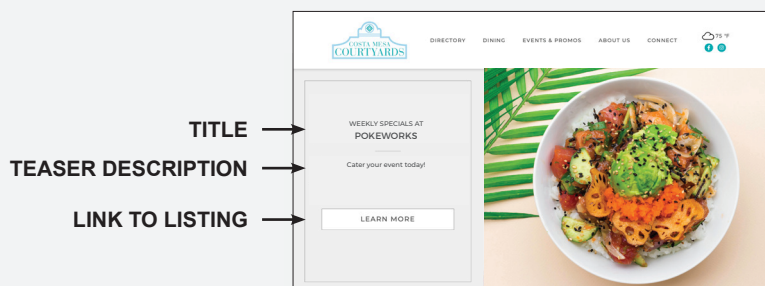 COSTA MESA
COURTYARDS
DIRECTORY DINING EVENTS & PROMOS ABOUT US CONNECT
75 °F
TITLE
WEEKLY SPECIALS AT
POKEWORKS
TEASER DESCRIPTION
Cater your event today!
LINK TO LISTING
LEARN MORE